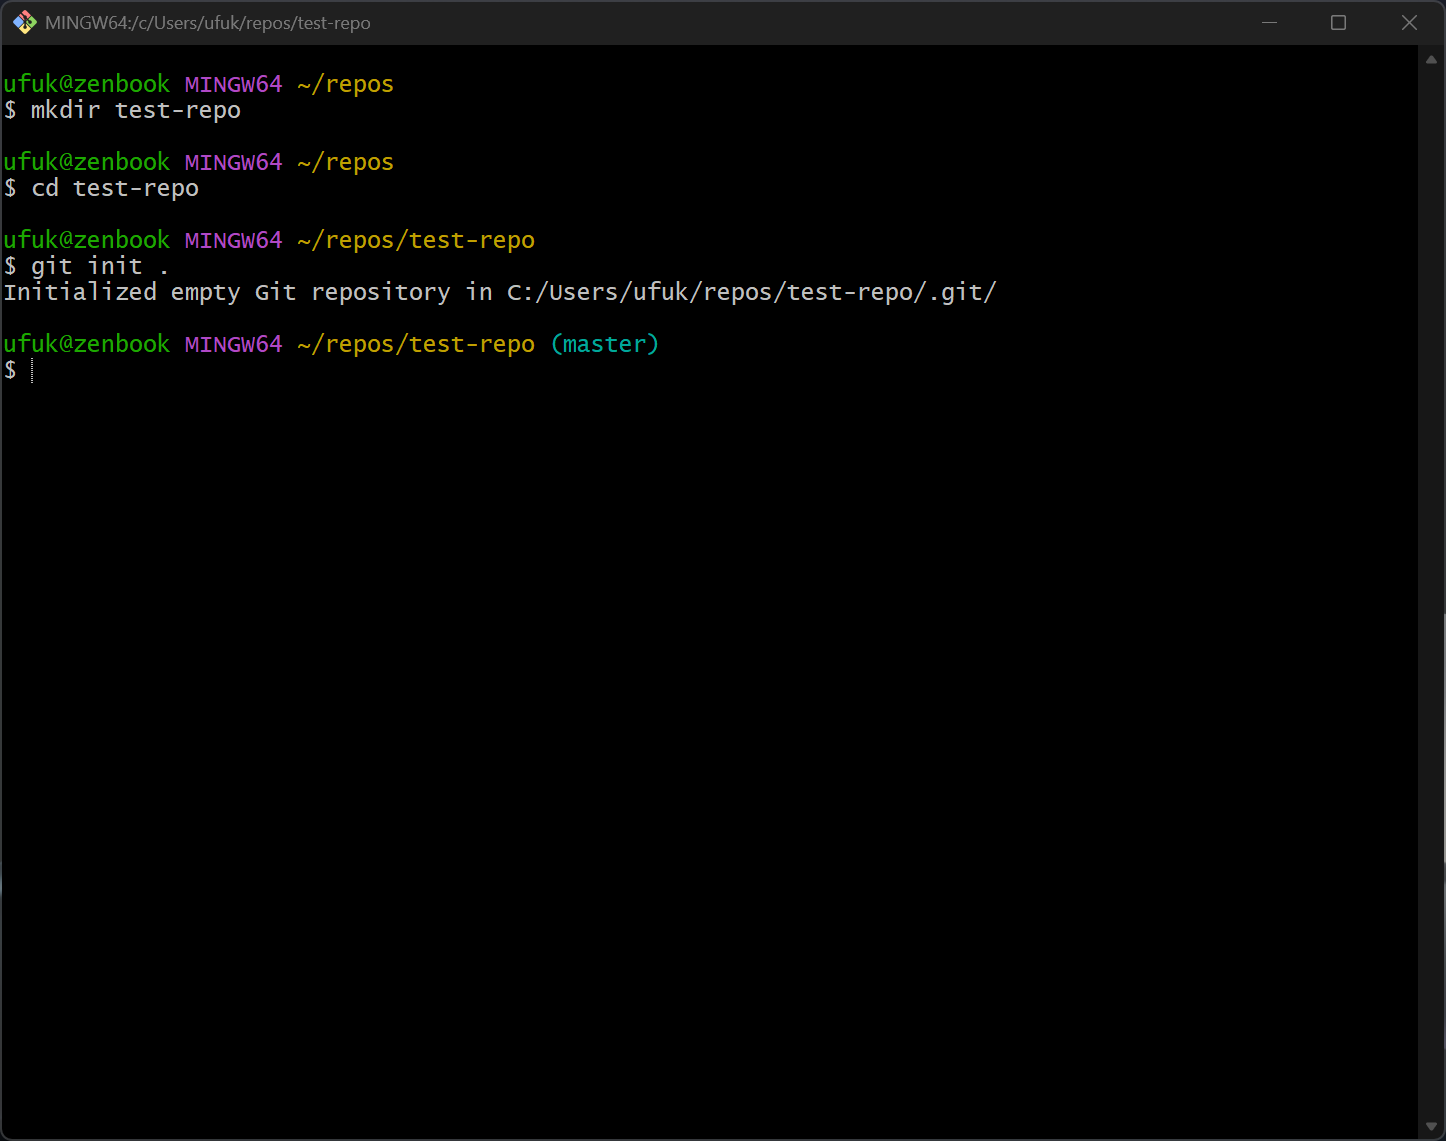 MINGW64:/c/Users/ufuk/repos/test-repo
ufuk@zenbook MINGW64 ~/repos
$ mkdir test-repo
ufuk@zenbook MINGW64 ~/repos
$ cd test-repo
ufuk@zenbook MINGW64 ~/repos/test-repo
$ git init .
Initialized empty Git repository in C:/Users/ufuk/repos/test-repo/.git/
ufuk@zenbook MINGW64 ~/repos/test-repo (master)
$